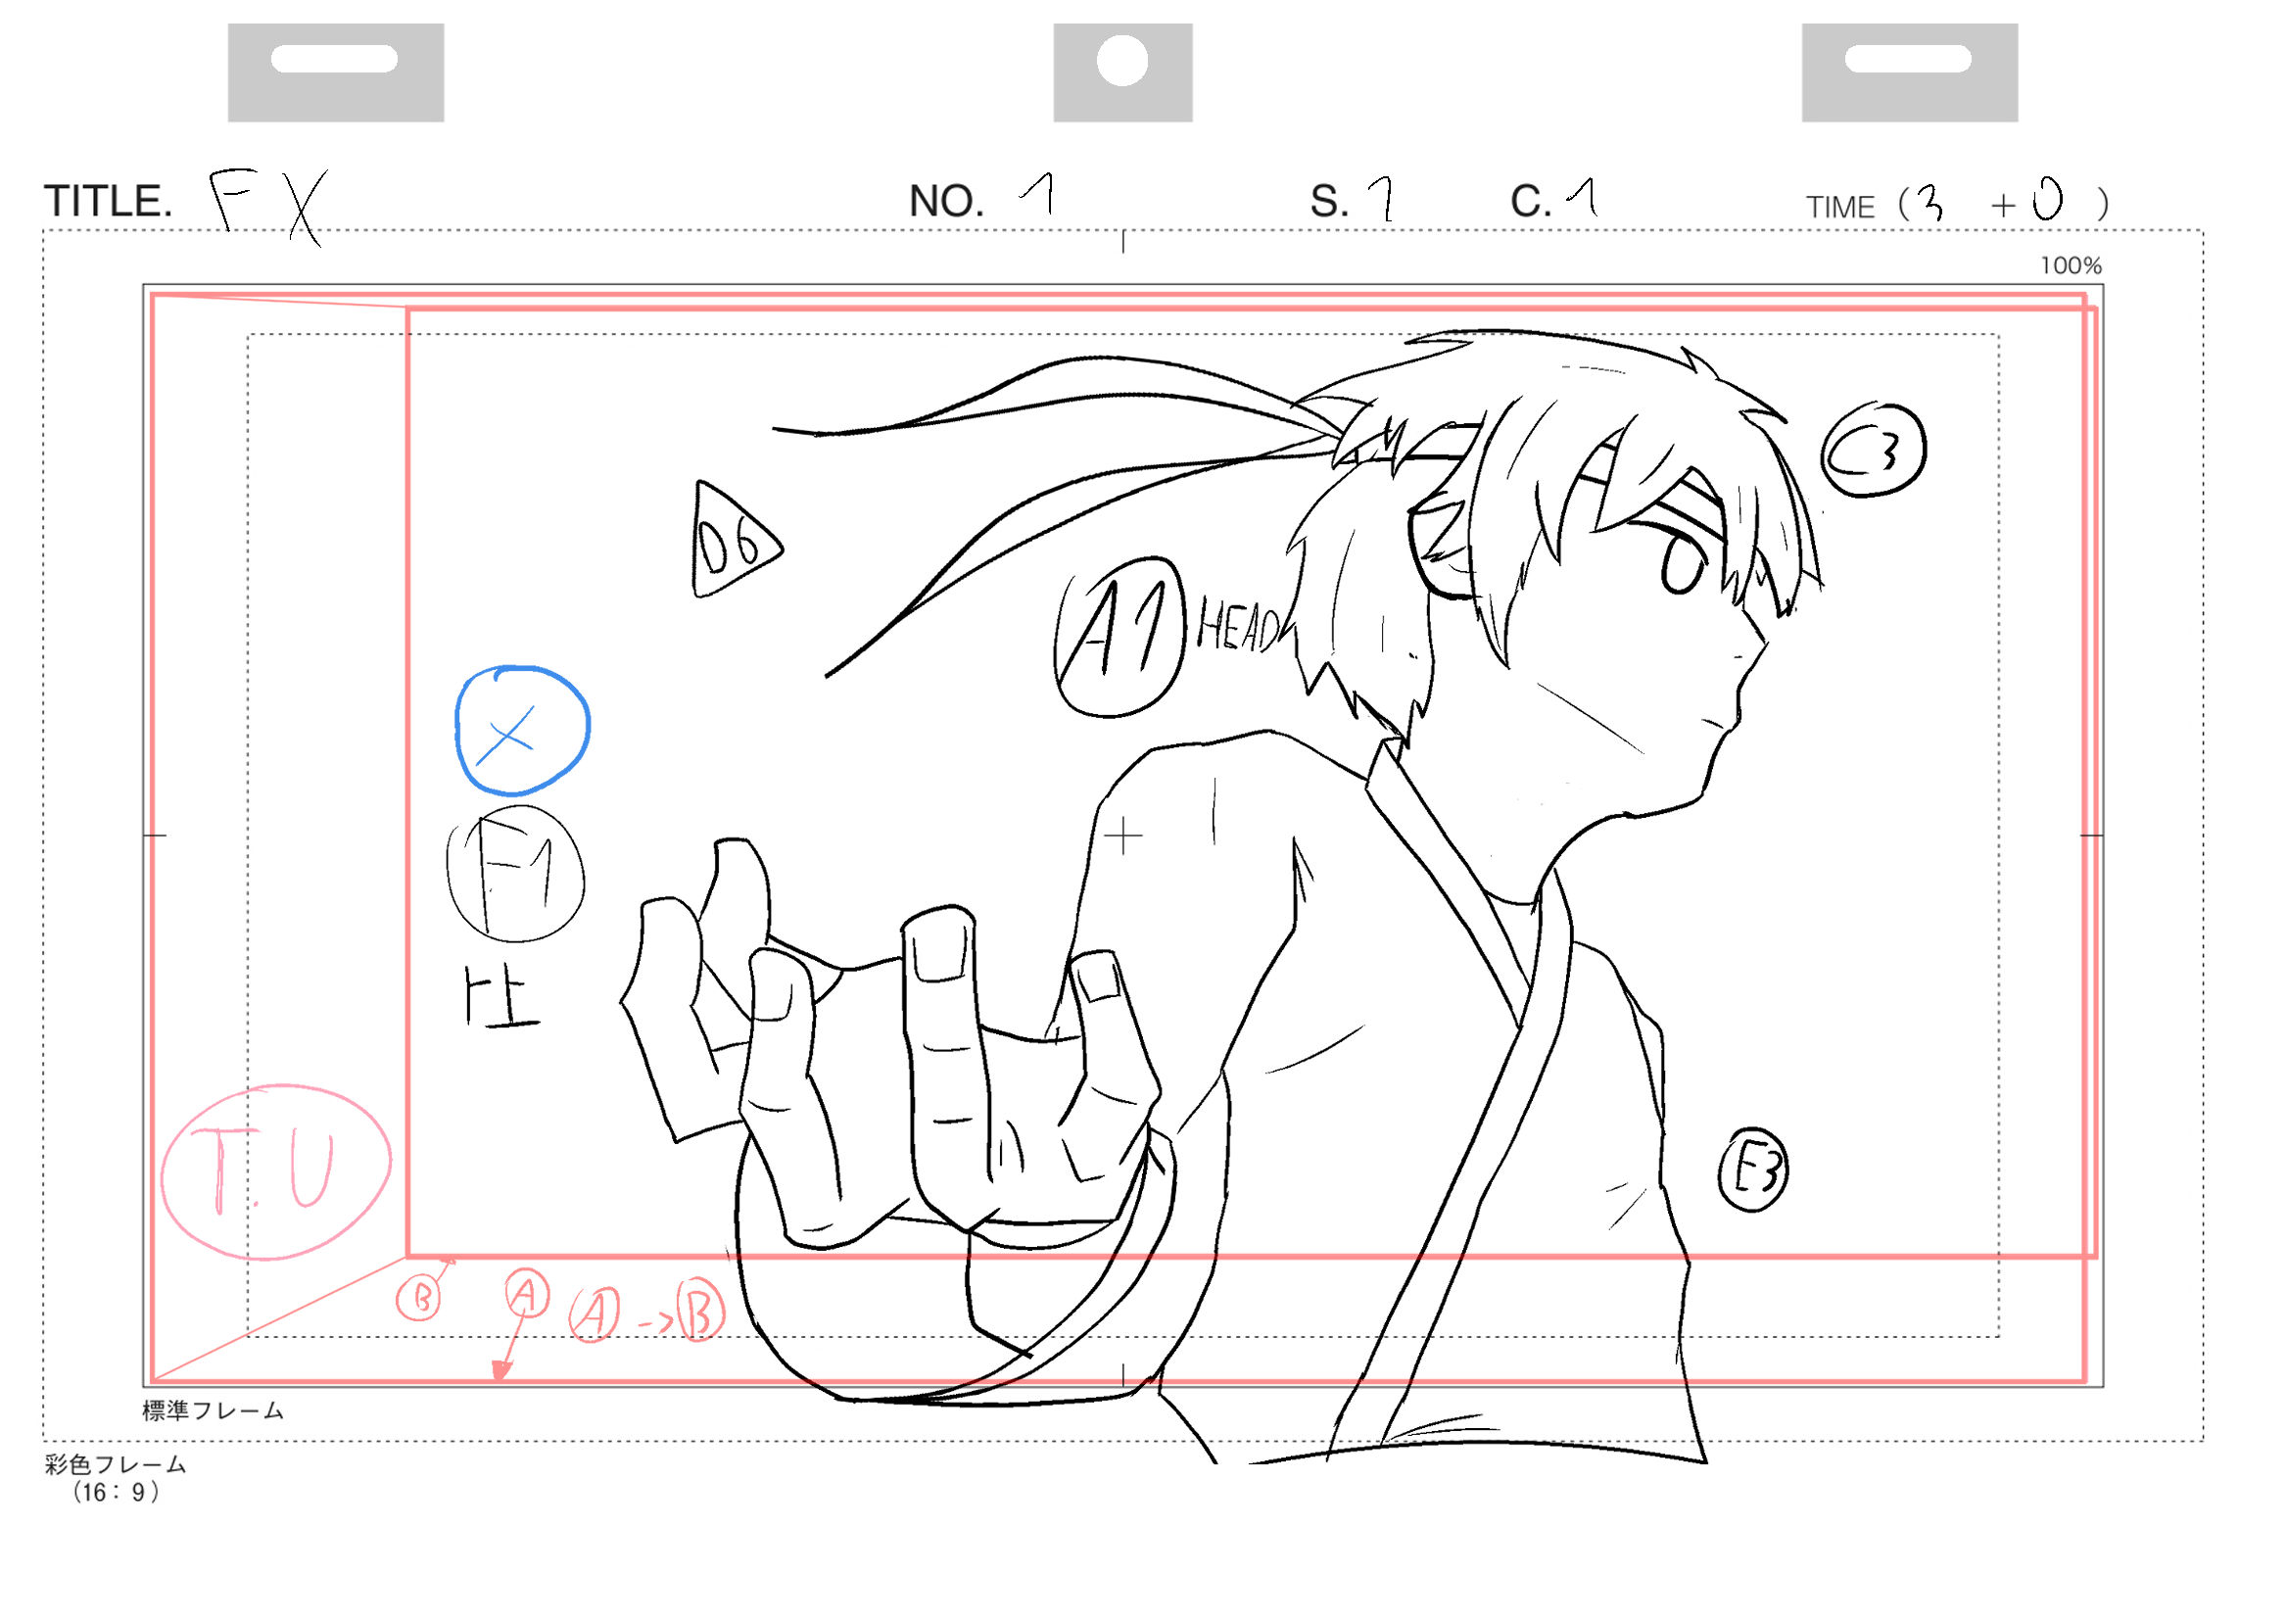 TITLE. FX NO. 1 S. 1 C. 1 TIME (3 + 0)
100%
C3
D6
A1 HEAD
X
F1
仕
T.U
E3
B A A->B
標準フレーム
彩色フレーム
(16:9)